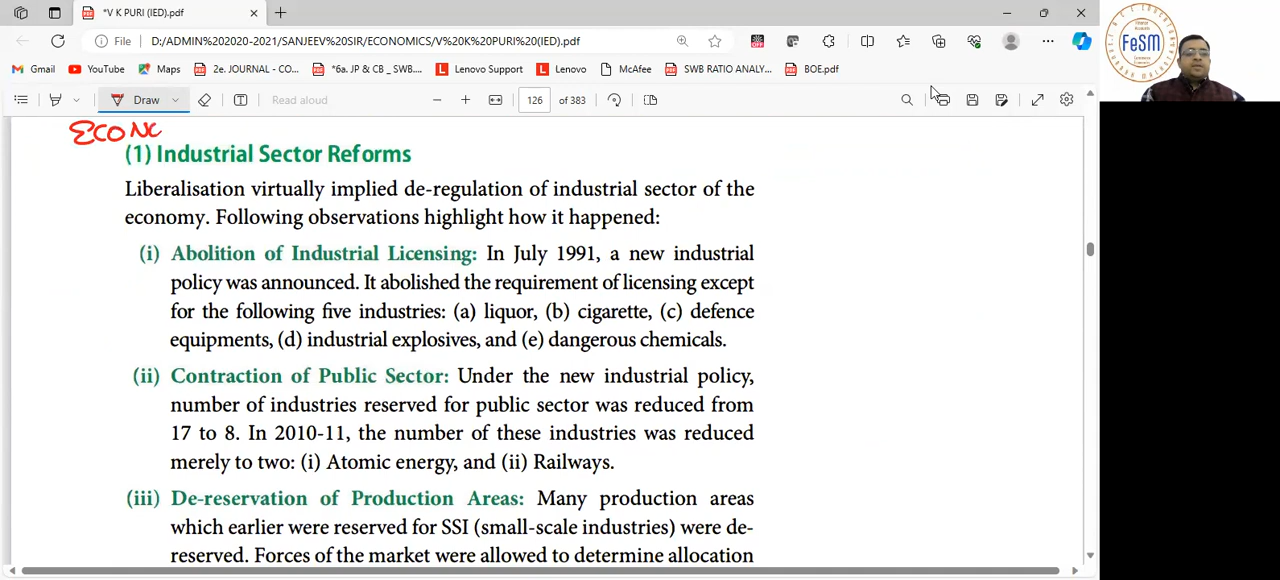 *V K PURI (IED).pdf
File D:/ADMIN%202020-2021/SANJEEV%20SIR/ECONOMICS/V%20K%20PURI%20(IED).pdf
Gmail YouTube Maps 2e. JOURNAL - CO... *6a. JP & CB _ SWB.... Lenovo Support Lenovo McAfee SWB RATIO ANALY... BOE.pdf
Draw Read aloud 126 of 383
FeSM
ECONO
(1) Industrial Sector Reforms
Liberalisation virtually implied de-regulation of industrial sector of the
economy. Following observations highlight how it happened:
(i) Abolition of Industrial Licensing: In July 1991, a new industrial
policy was announced. It abolished the requirement of licensing except
for the following five industries: (a) liquor, (b) cigarette, (c) defence
equipments, (d) industrial explosives, and (e) dangerous chemicals.
(ii) Contraction of Public Sector: Under the new industrial policy,
number of industries reserved for public sector was reduced from
17 to 8. In 2010-11, the number of these industries was reduced
merely to two: (i) Atomic energy, and (ii) Railways.
(iii) De-reservation of Production Areas: Many production areas
which earlier were reserved for SSI (small-scale industries) were de-
reserved. Forces of the market were allowed to determine allocation